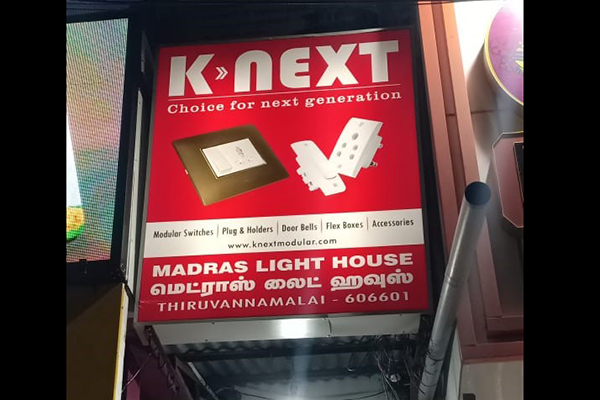 K»NEXT
Choice for next generation
Modular Switches | Plug & Holders | Door Bells | Flex Boxes | Accessories
www.knextmodular.com
MADRAS LIGHT HOUSE
மெட்ராஸ் லைட் ஹவுஸ்
THIRUVANNAMALAI - 606601